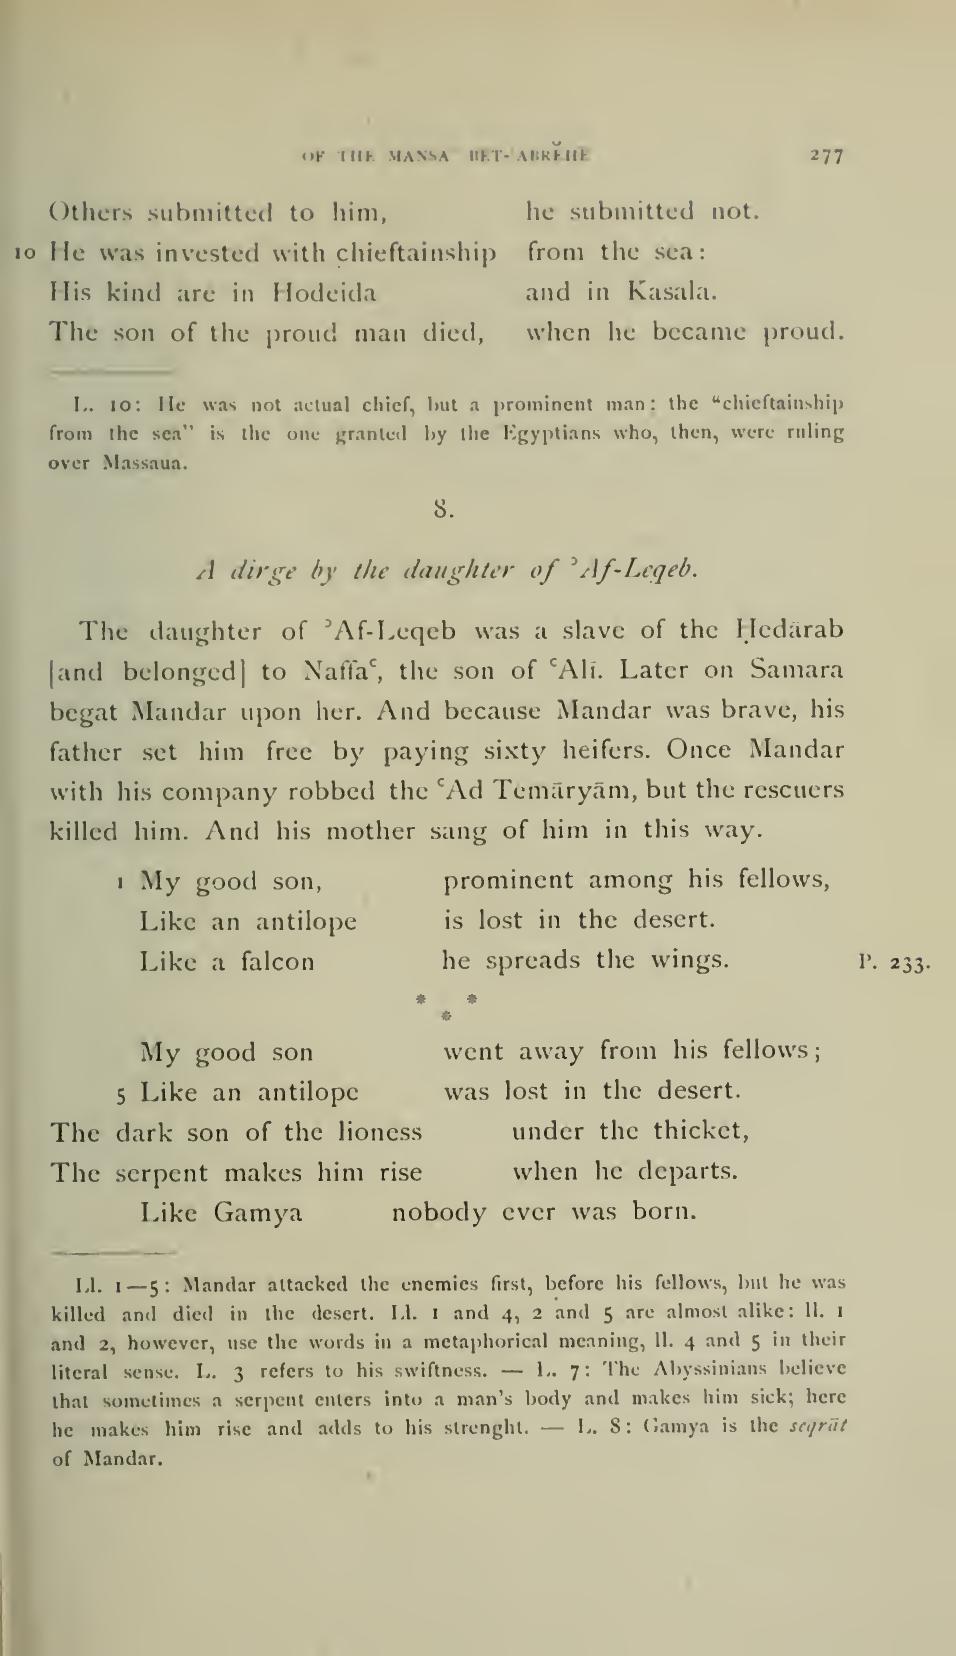 OF THE MANSA BET-ABRĔHE 277
Others submitted to him, he submitted not.
10 He was invested with chieftainship from the sea:
His kind are in Hodeida and in Kasala.
The son of the proud man died, when he became proud.
L. 10: He was not actual chief, but a prominent man: the “chieftainship
from the sea” is the one granted by the Egyptians who, then, were ruling
over Massaua.
8.
A dirge by the daughter of ʾAf-Leqeb.
The daughter of ʾAf-Leqeb was a slave of the Ḥedārab
[and belonged] to Naffaʿ, the son of ʿAlī. Later on Samara
begat Mandar upon her. And because Mandar was brave, his
father set him free by paying sixty heifers. Once Mandar
with his company robbed the ʿAd Temāryām, but the rescuers
killed him. And his mother sang of him in this way.
1 My good son, prominent among his fellows,
Like an antilope is lost in the desert.
Like a falcon he spreads the wings. P. 233.
* * *
My good son went away from his fellows;
5 Like an antilope was lost in the desert.
The dark son of the lioness under the thicket,
The serpent makes him rise when he departs.
Like Gamya nobody ever was born.
Ll. 1—5: Mandar attacked the enemies first, before his fellows, but he was
killed and died in the desert. Ll. 1 and 4, 2 and 5 are almost alike: ll. 1
and 2, however, use the words in a metaphorical meaning, ll. 4 and 5 in their
literal sense. L. 3 refers to his swiftness. — L. 7: The Abyssinians believe
that sometimes a serpent enters into a man's body and makes him sick; here
he makes him rise and adds to his strenght. — L. 8: Gamya is the seqrāt
of Mandar.